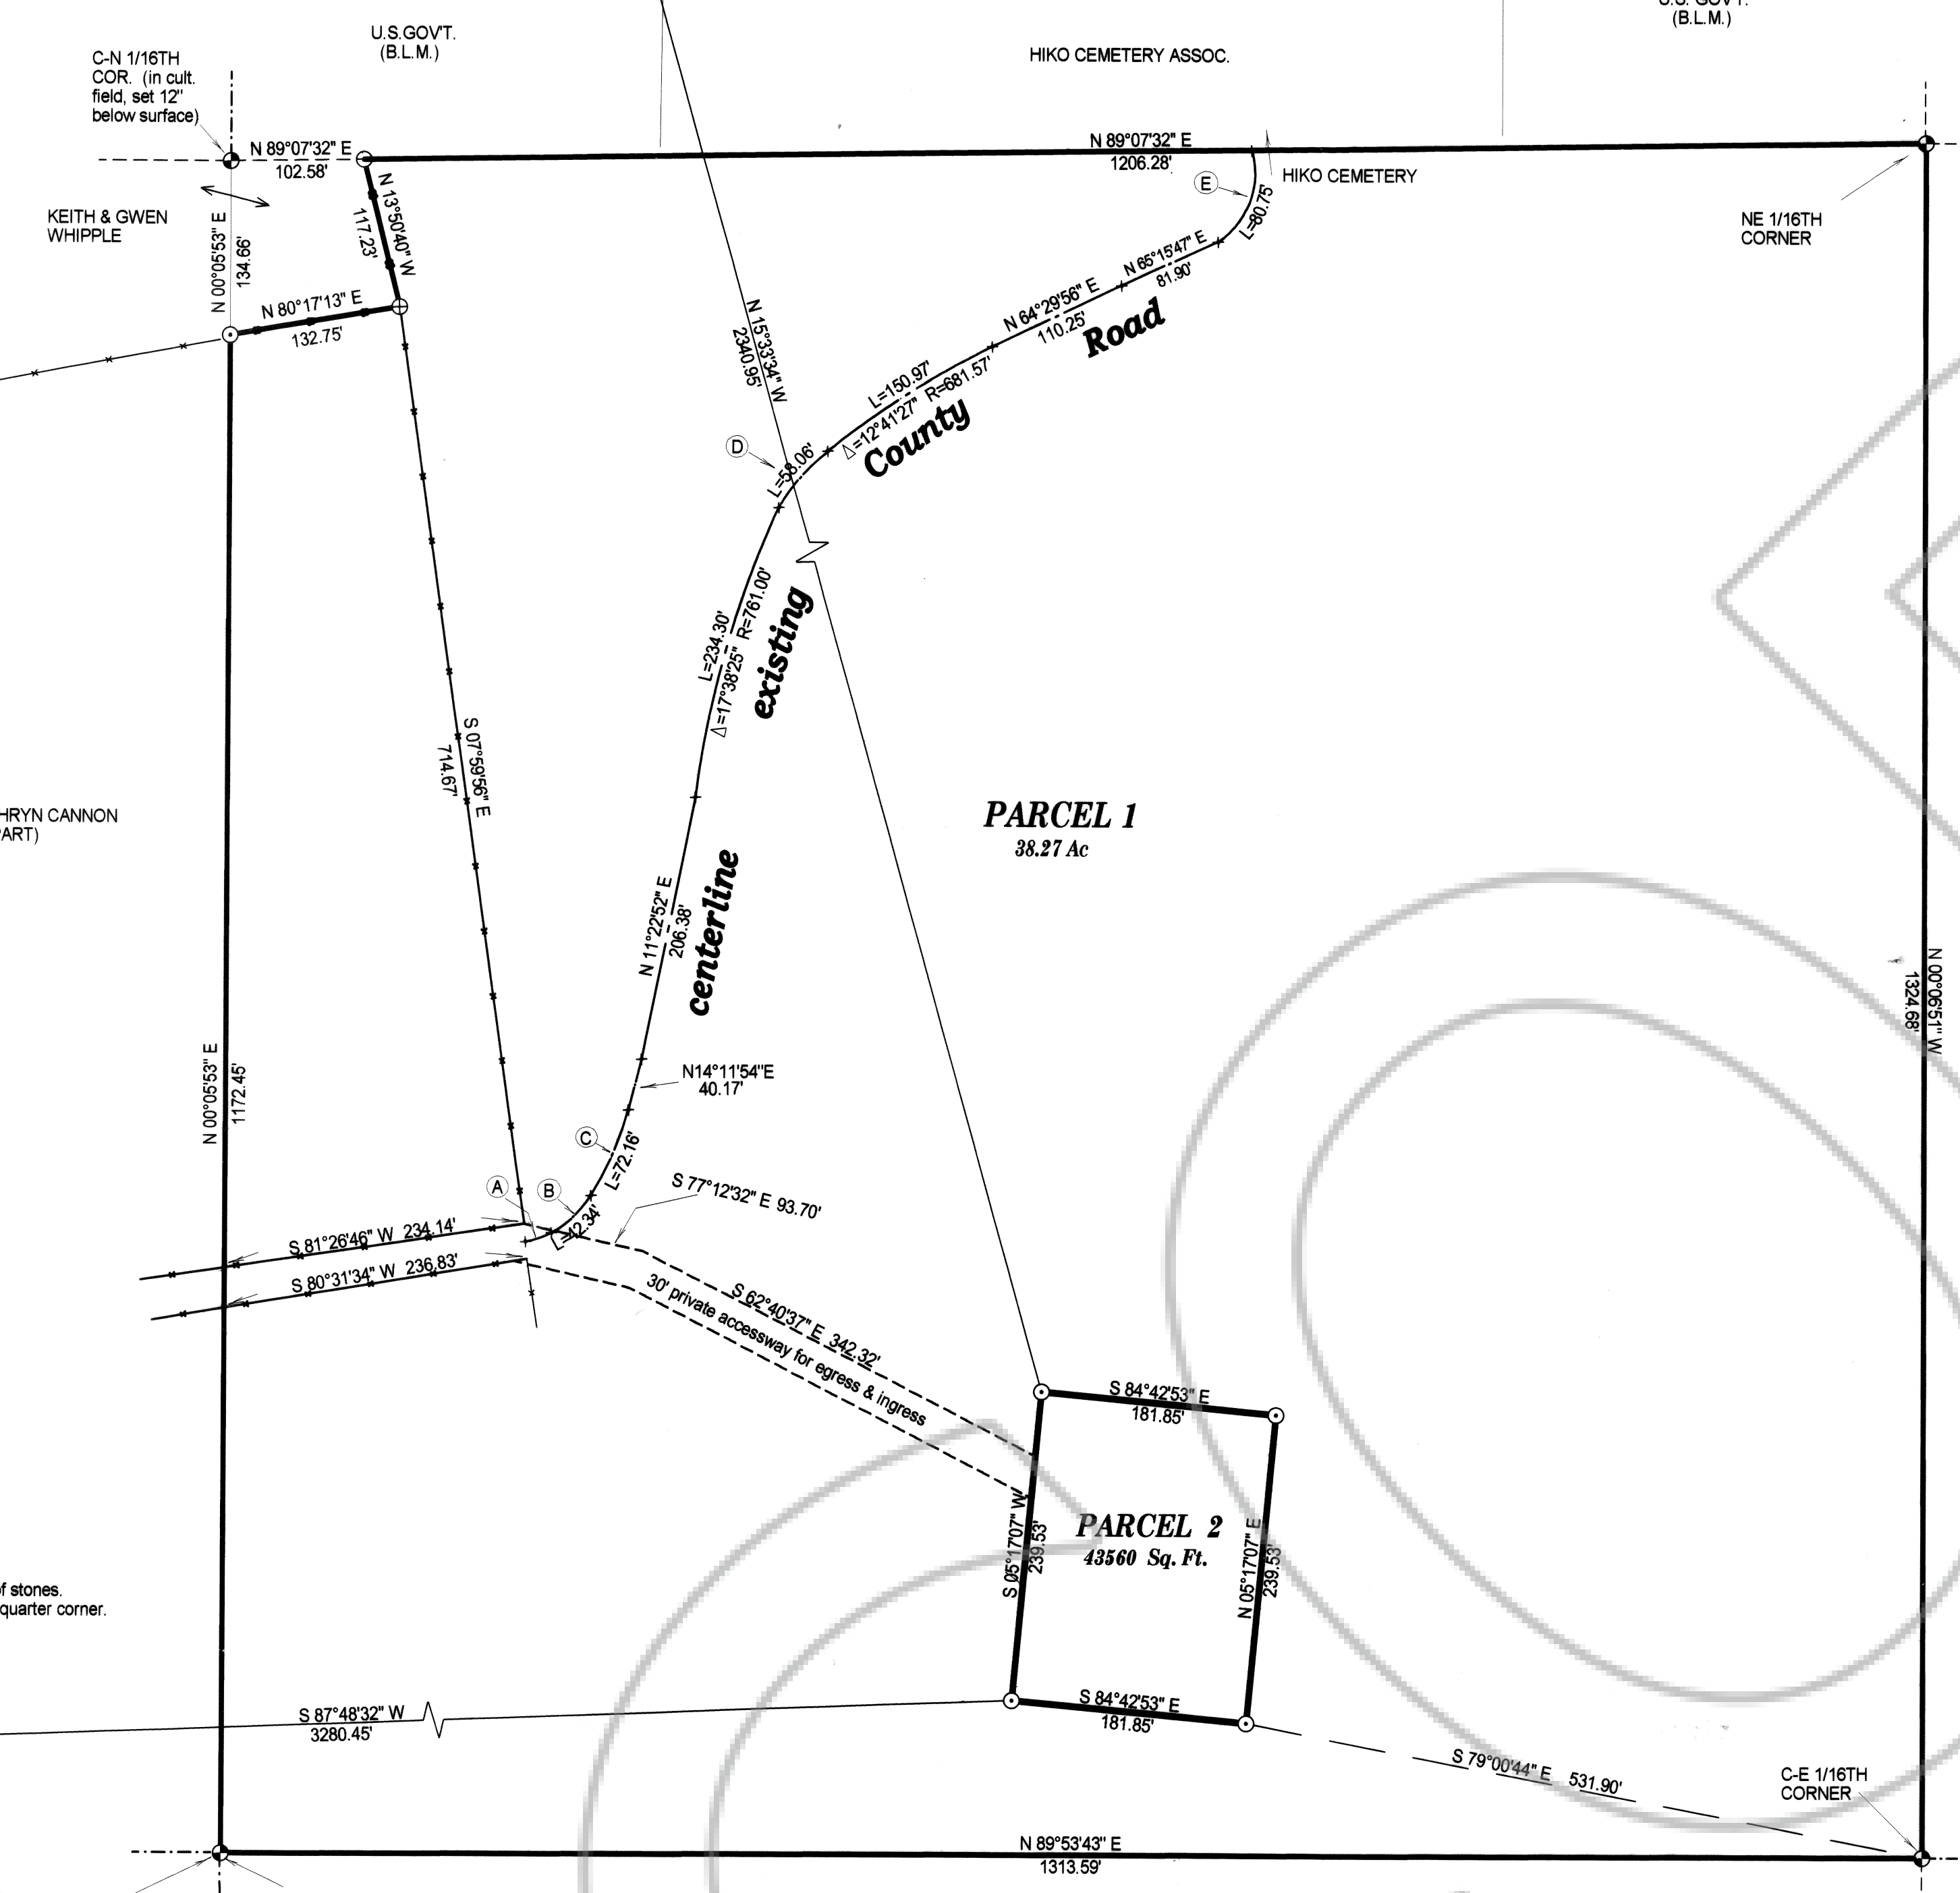 U.S.GOV'T.
(B.L.M.)
U.S. GOV'T.
(B.L.M.)
HIKO CEMETERY ASSOC.
C-N 1/16TH
COR. (in cult.
field, set 12"
below surface)
N 89°07'32" E
102.58'
N 89°07'32" E
1206.28'
HIKO CEMETERY
E
L=80.75'
NE 1/16TH
CORNER
KEITH & GWEN
WHIPPLE
N 00°05'53" E
134.66'
N 13°50'40" W
117.23'
N 80°17'13" E
132.75'
N 65°15'47" E
81.90'
N 64°29'56" E
110.25'
Road
N 15°33'34" W
2340.95'
L=150.97'
Δ=12°41'27" R=681.57'
County
D
L=58.06'
L=234.30'
Δ=17°38'25" R=761.00'
existing
S 07°59'56" E
714.67'
HRYN CANNON
ART)
PARCEL 1
38.27 Ac
N 11°22'52" E
206.38'
centerline
N 00°06'51" W
1324.68'
N 00°05'53" E
1172.45'
N14°11'54"E
40.17'
C
L=72.16'
A
B
L=42.34'
S 77°12'32" E 93.70'
S 81°26'46" W 234.14'
S 80°31'34" W 236.83'
S 62°40'37" E 342.32'
30' private accessway for egress & ingress
S 84°42'53" E
181.85'
S 05°17'07" W
239.53'
PARCEL 2
43560 Sq. Ft.
N 05°17'07" E
239.53'
f stones.
quarter corner.
S 84°42'53" E
181.85'
S 87°48'32" W
3280.45'
S 79°00'44" E 531.90'
C-E 1/16TH
CORNER
N 89°53'43" E
1313.59'